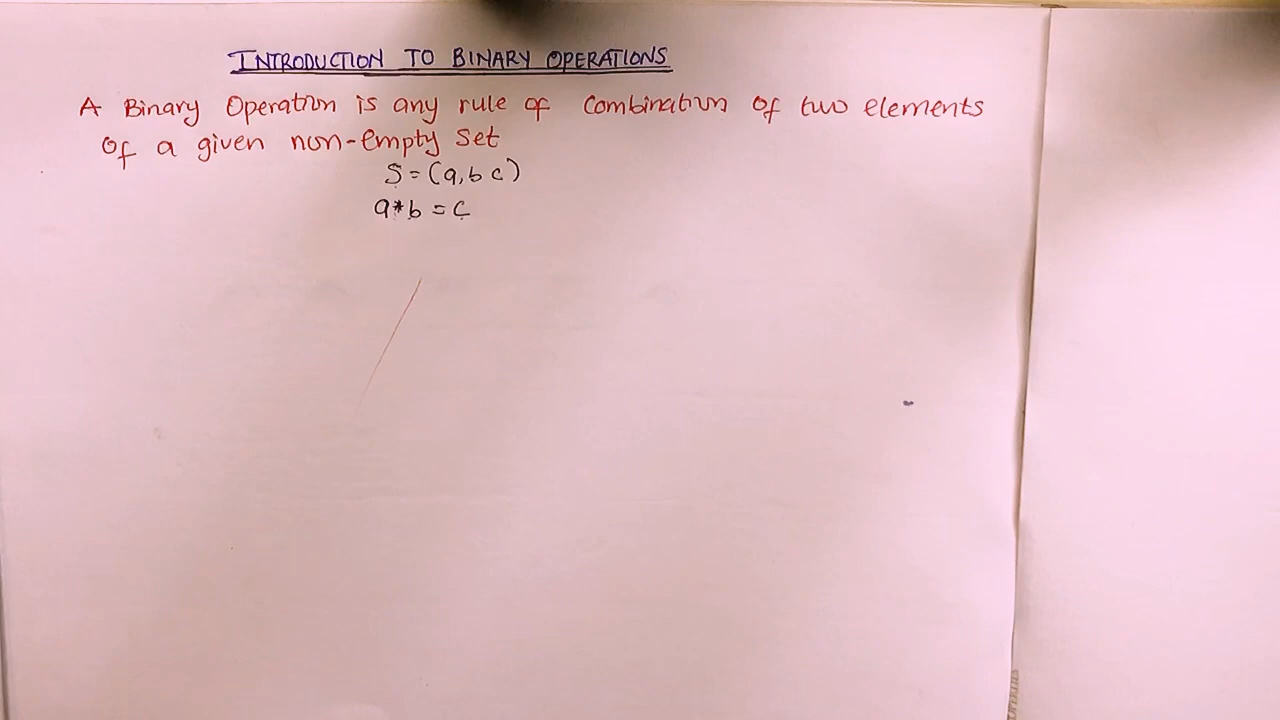 INTRODUCTION TO BINARY OPERATIONS
A Binary Operation is any rule of combination of two elements
of a given non-empty set
S = (a, b c)
a * b = c